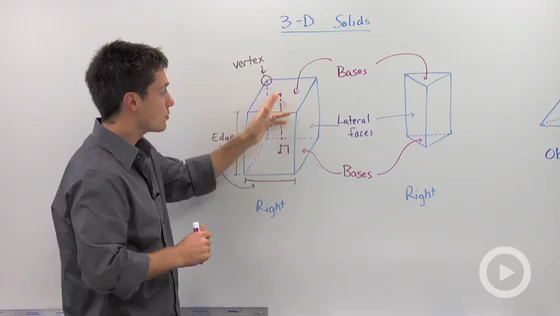 3-D Solids
vertex
Bases
Lateral
faces
Edge
Bases
Right
Right
Ob